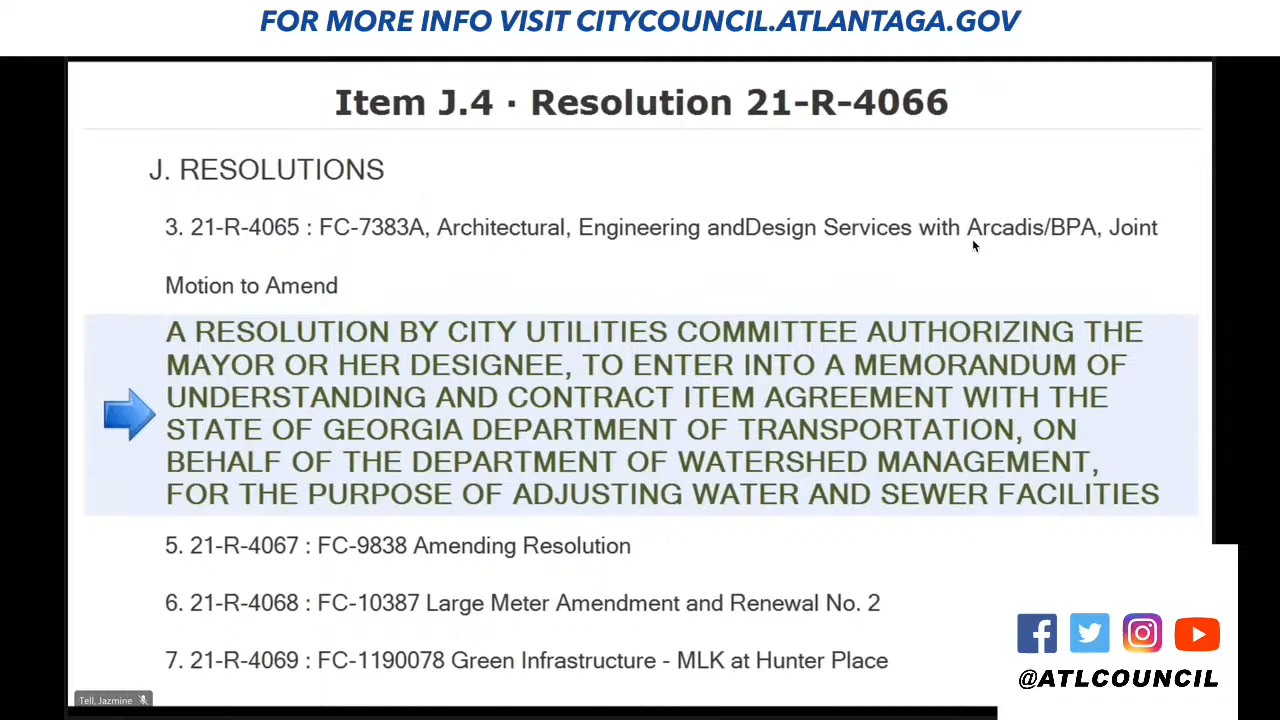 FOR MORE INFO VISIT CITYCOUNCIL.ATLANTAGA.GOV
Item J.4 · Resolution 21-R-4066
J. RESOLUTIONS
3. 21-R-4065 : FC-7383A, Architectural, Engineering andDesign Services with Arcadis/BPA, Joint
Motion to Amend
A RESOLUTION BY CITY UTILITIES COMMITTEE AUTHORIZING THE
MAYOR OR HER DESIGNEE, TO ENTER INTO A MEMORANDUM OF
UNDERSTANDING AND CONTRACT ITEM AGREEMENT WITH THE
STATE OF GEORGIA DEPARTMENT OF TRANSPORTATION, ON
BEHALF OF THE DEPARTMENT OF WATERSHED MANAGEMENT,
FOR THE PURPOSE OF ADJUSTING WATER AND SEWER FACILITIES
5. 21-R-4067 : FC-9838 Amending Resolution
6. 21-R-4068 : FC-10387 Large Meter Amendment and Renewal No. 2
7. 21-R-4069 : FC-1190078 Green Infrastructure - MLK at Hunter Place
@ATLCOUNCIL
Tell, Jazmine